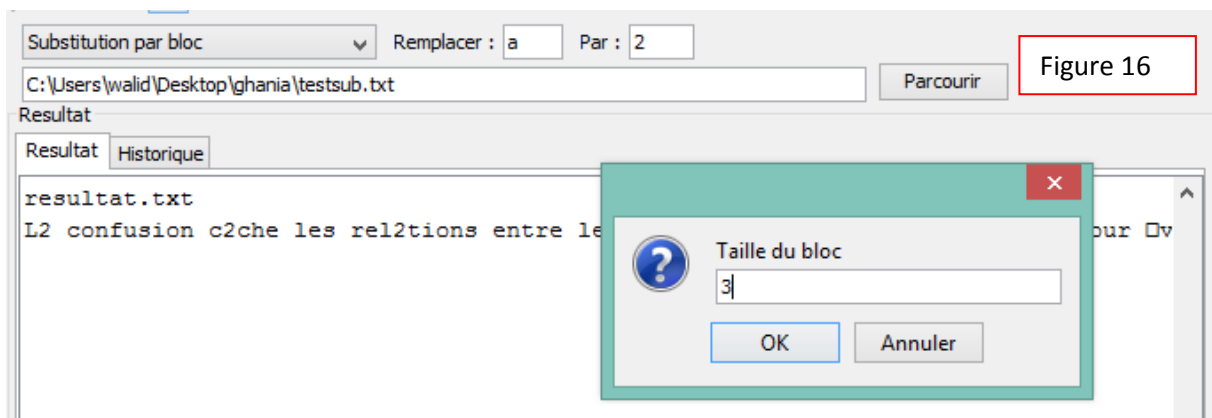 Substitution par bloc Remplacer : a Par : 2
Figure 16
C:\Users\walid\Desktop\ghania\testsub.txt Parcourir
Resultat
Resultat Historique
resultat.txt
L2 confusion c2che les rel2tions entre le
Taille du bloc
3
OK Annuler